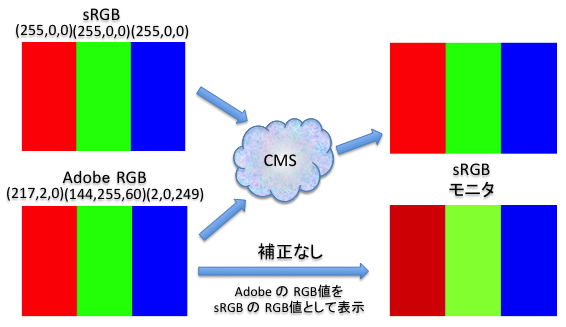 sRGB
(255,0,0)(255,0,0)(255,0,0)
CMS
Adobe RGB
(217,2,0)(144,255,60)(2,0,249)
sRGB
モニタ
補正なし
Adobe の RGB値を
sRGB の RGB値として表示